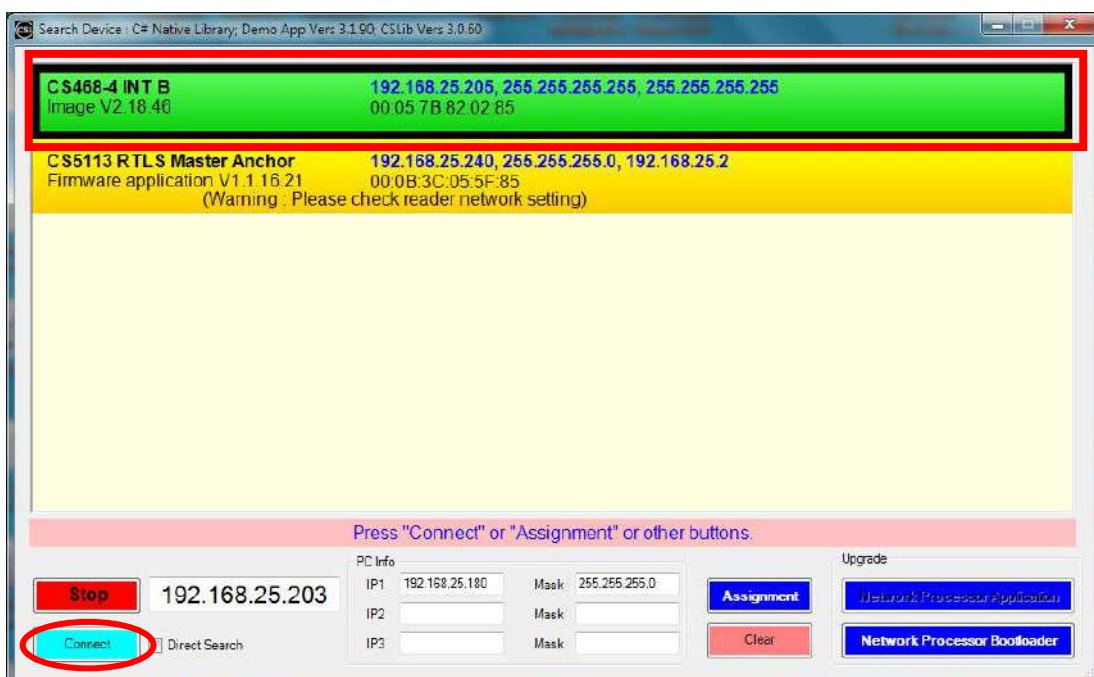 Search Device : C# Native Library; Demo App Vers 3.1.90; CSLib Vers 3.0.60
CS468-4 INT B 192.168.25.205, 255.255.255.255, 255.255.255.255
Image V2.18.46 00:05:7B:82:02:85
CS5113 RTLS Master Anchor 192.168.25.240, 255.255.255.0, 192.168.25.2
Firmware application V1.1.16.21 00:0B:3C:05:5F:85
(Warning : Please check reader network setting)
Press "Connect" or "Assignment" or other buttons.
PC Info
Upgrade
Stop 192.168.25.203 IP1 192.168.25.180 Mask 255.255.255.0 Assignment Network Processor Application
IP2 Mask
Connect Direct Search IP3 Mask Clear Network Processor Bootloader